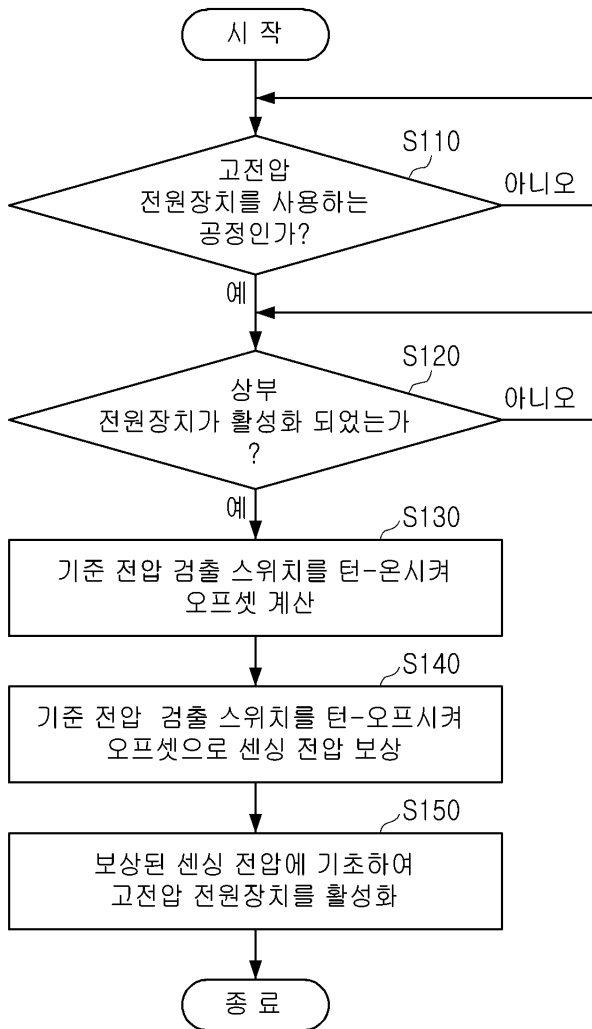 시 작
S110
고전압
전원장치를 사용하는
공정인가?
아니오
예
S120
상부
전원장치가 활성화 되었는가
?
아니오
예
S130
기준 전압 검출 스위치를 턴-온시켜
오프셋 계산
S140
기준 전압 검출 스위치를 턴-오프시켜
오프셋으로 센싱 전압 보상
S150
보상된 센싱 전압에 기초하여
고전압 전원장치를 활성화
종 료